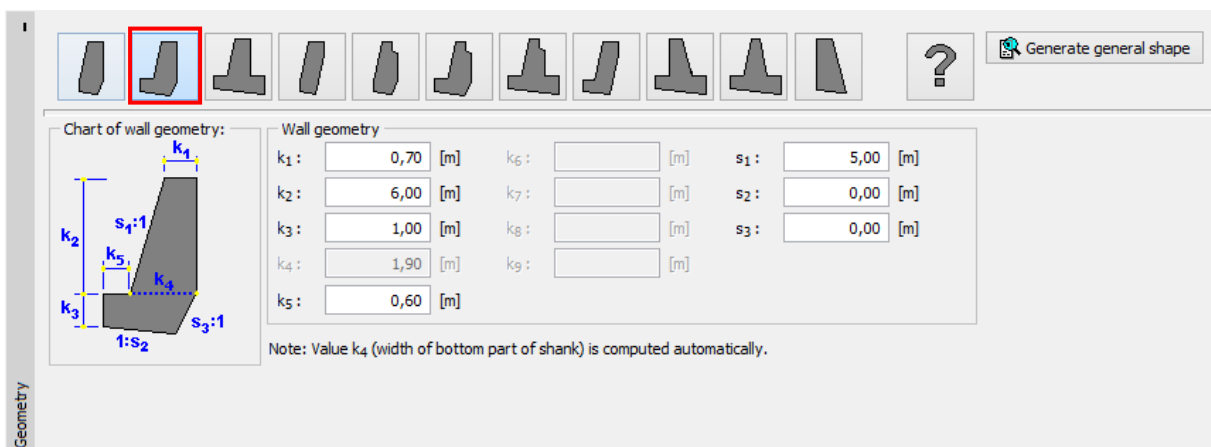 Generate general shape
Chart of wall geometry:
Wall geometry
k₁
k₂
s₁:1
k₅
k₄
k₃
s₃:1
1:s₂
k₁ : 0,70 [m] k₆ : [m] s₁ : 5,00 [m]
k₂ : 6,00 [m] k₇ : [m] s₂ : 0,00 [m]
k₃ : 1,00 [m] k₈ : [m] s₃ : 0,00 [m]
k₄ : 1,90 [m] k₉ : [m]
k₅ : 0,60 [m]
Note: Value k₄ (width of bottom part of shank) is computed automatically.
Geometry